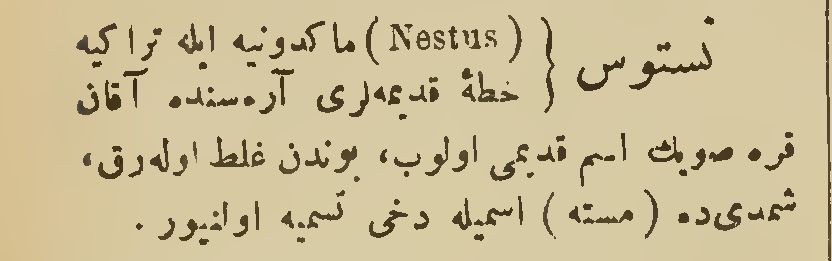 نستوس { (Nestus) ماکدونیه ایله تراکیه
خطهٔ قدیمه‌لری آره‌سنده آقان
قره صویك اسم قدیمی اولوب، بوندن غلط اوله‌رق،
شمدی‌ده (مسته) اسمیله دخی تسمیه اولنیور.